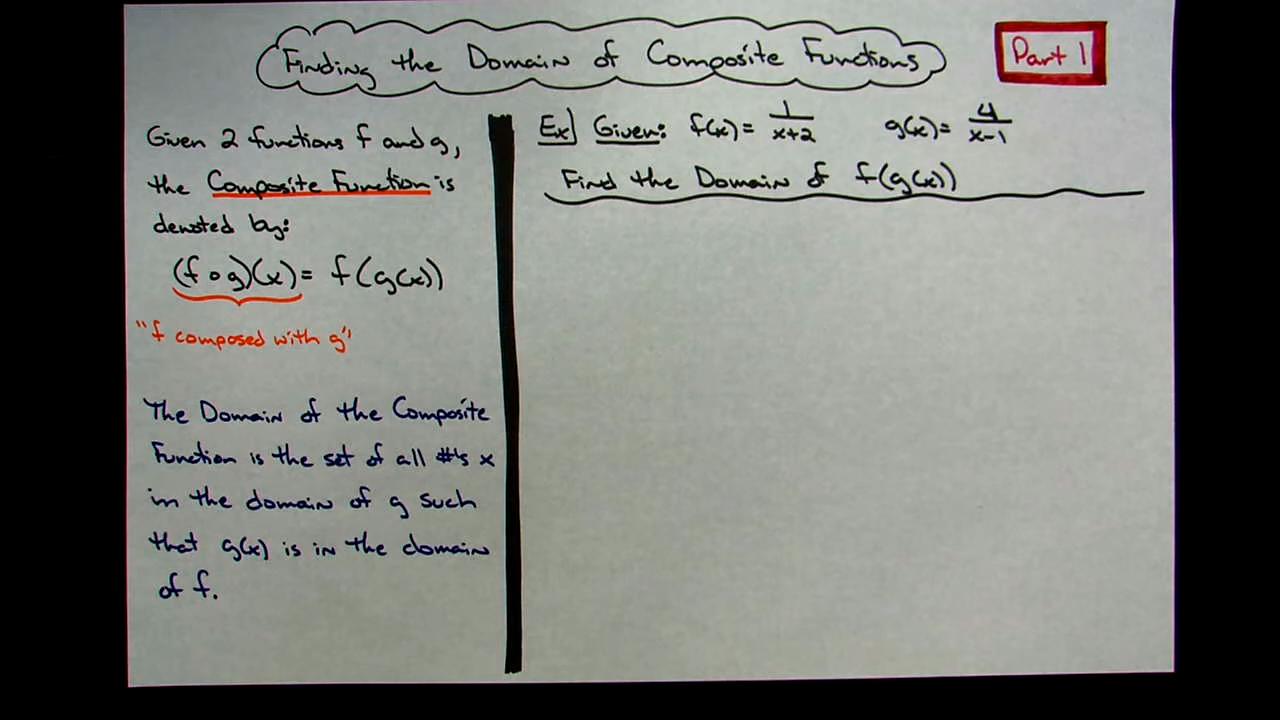 Finding the Domain of Composite Functions
Part 1
Given 2 functions f and g,
the Composite Function is
denoted by:
(f∘g)(x) = f(g(x))
"f composed with g"
The Domain of the Composite
Function is the set of all #'s x
in the domain of g such
that g(x) is in the domain
of f.
Ex] Given: f(x) = 1/(x+2) g(x) = 4/(x-1)
Find the Domain of f(g(x))